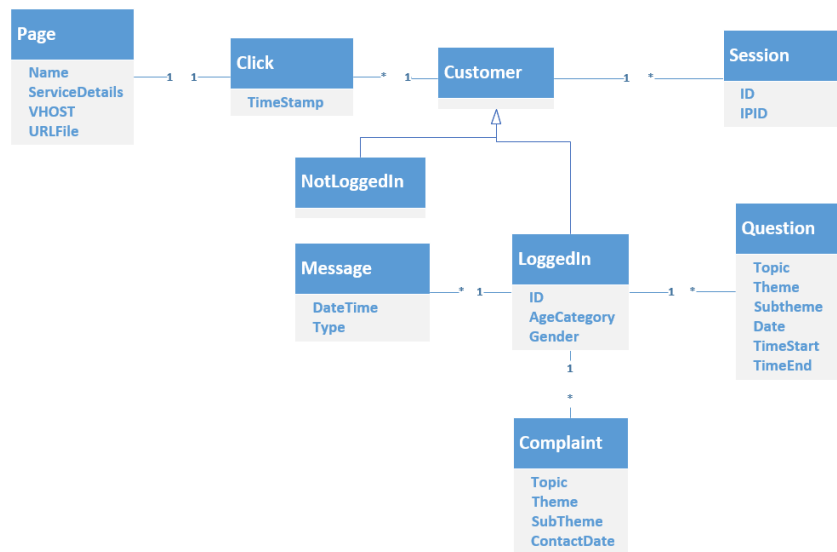 Page
Name
ServiceDetails
VHOST
URLFile
1 1
Click
TimeStamp
* 1
Customer
1 *
Session
ID
IPID
NotLoggedIn
Message
DateTime
Type
* 1
LoggedIn
ID
AgeCategory
Gender
1 *
Question
Topic
Theme
Subtheme
Date
TimeStart
TimeEnd
1
*
Complaint
Topic
Theme
SubTheme
ContactDate